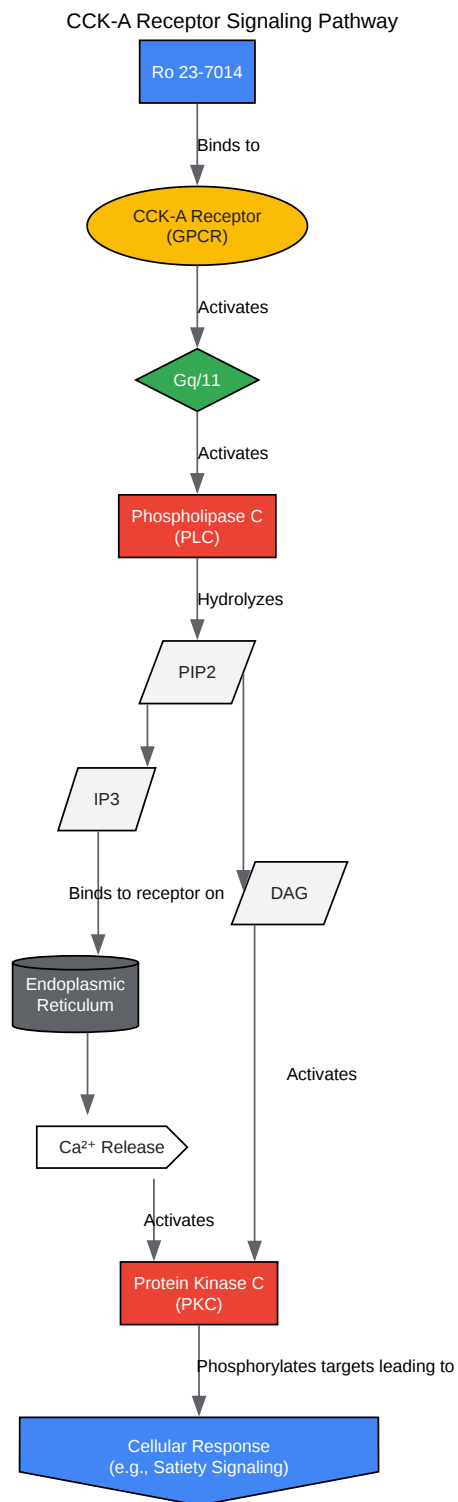 CCK-A Receptor Signaling Pathway
Ro 23-7014
Binds to
CCK-A Receptor
(GPCR)
Activates
Gq/11
Activates
Phospholipase C
(PLC)
Hydrolyzes
PIP2
IP3
Binds to receptor on
DAG
Endoplasmic
Reticulum
Activates
Ca²⁺ Release
Activates
Protein Kinase C
(PKC)
Phosphorylates targets leading to
Cellular Response
(e.g., Satiety Signaling)